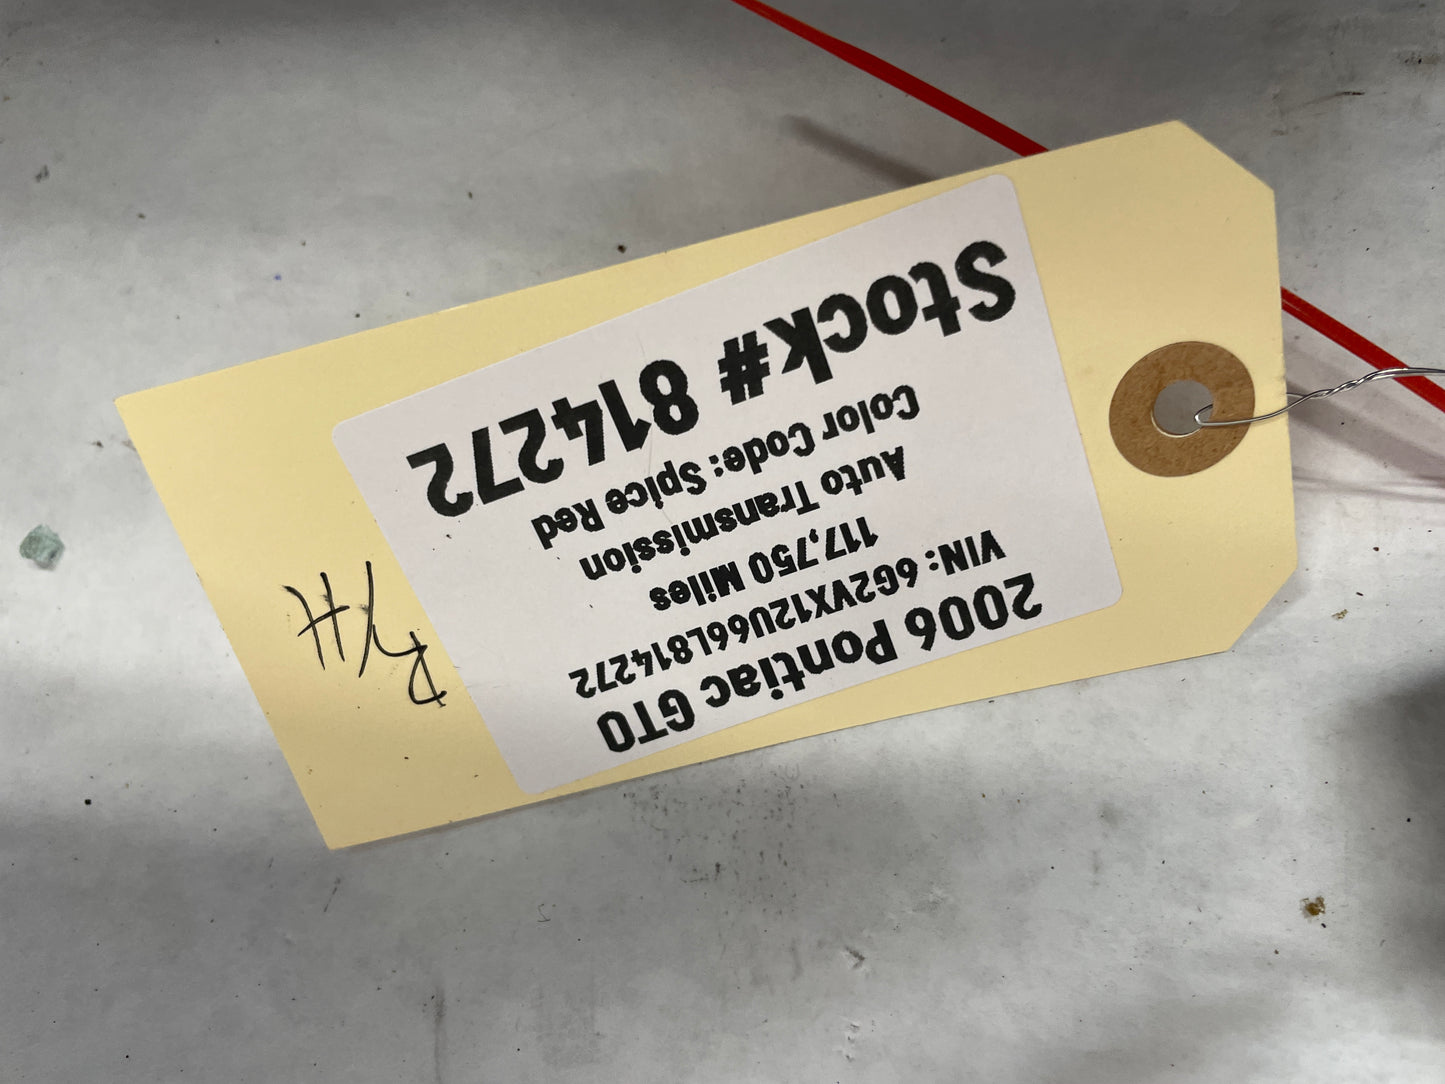 2006 Pontiac GTO
VIN: 6G2VX12U66L814272
117,750 Miles
Auto Transmission
Color Code: Spice Red
Stock# 814272
R/H